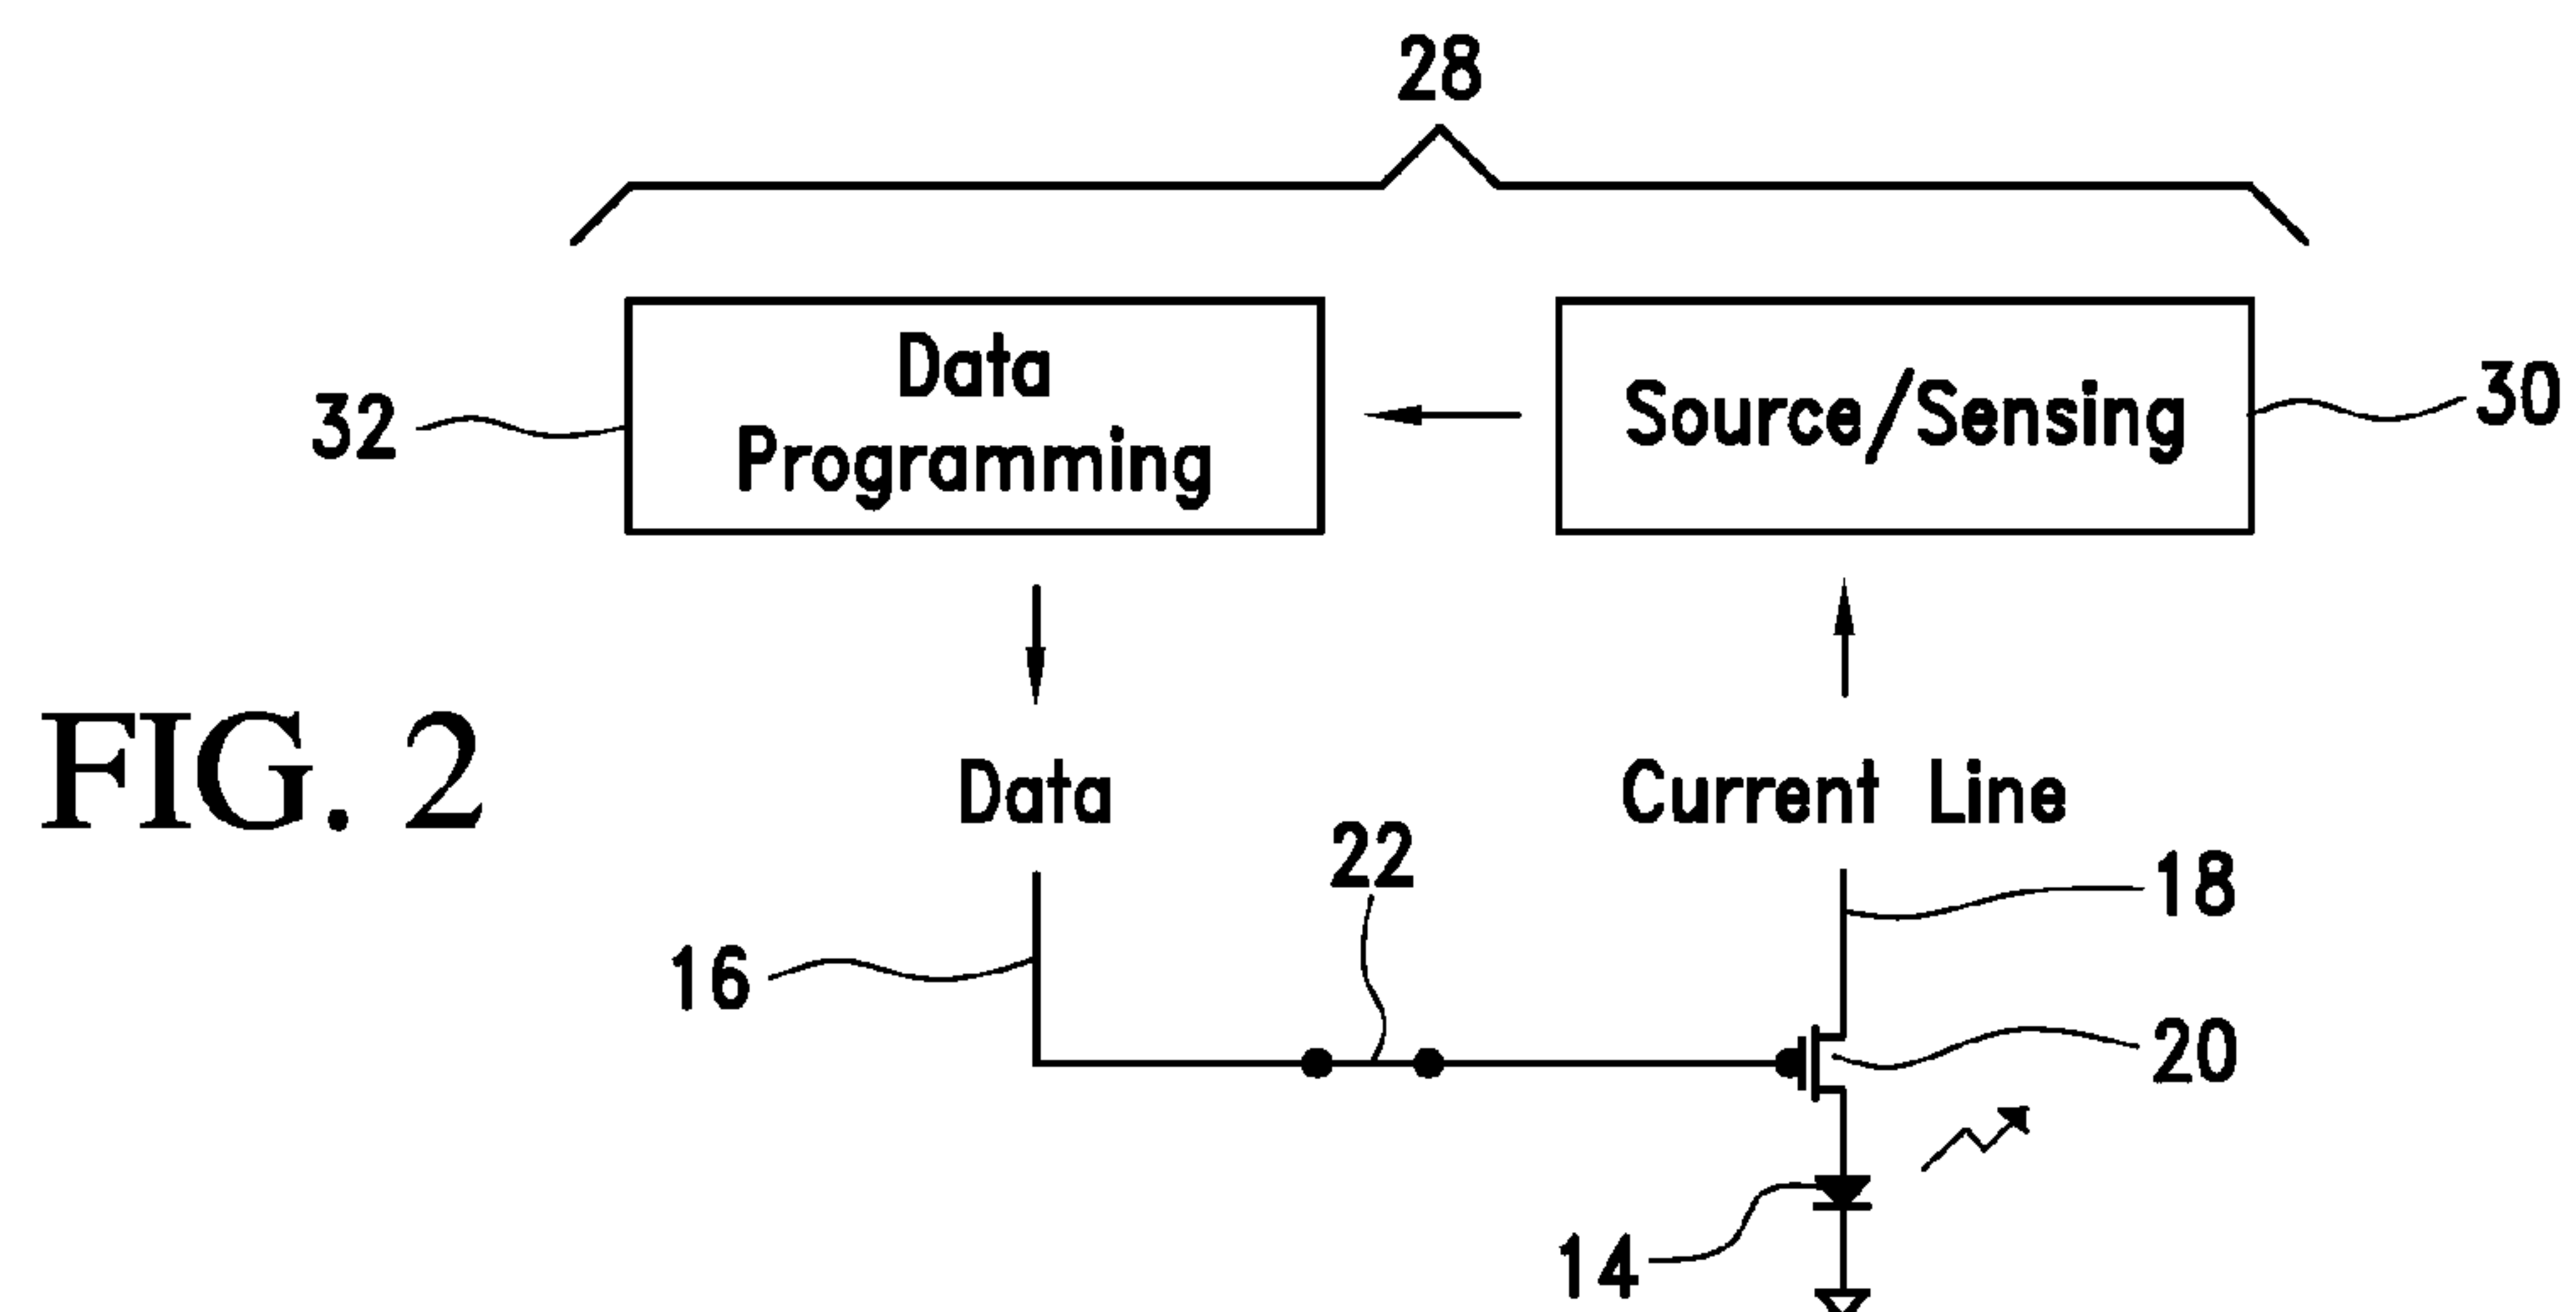 28
Data
Programming
Source/Sensing
32
30
FIG. 2
Data
Current Line
22
18
16
20
14